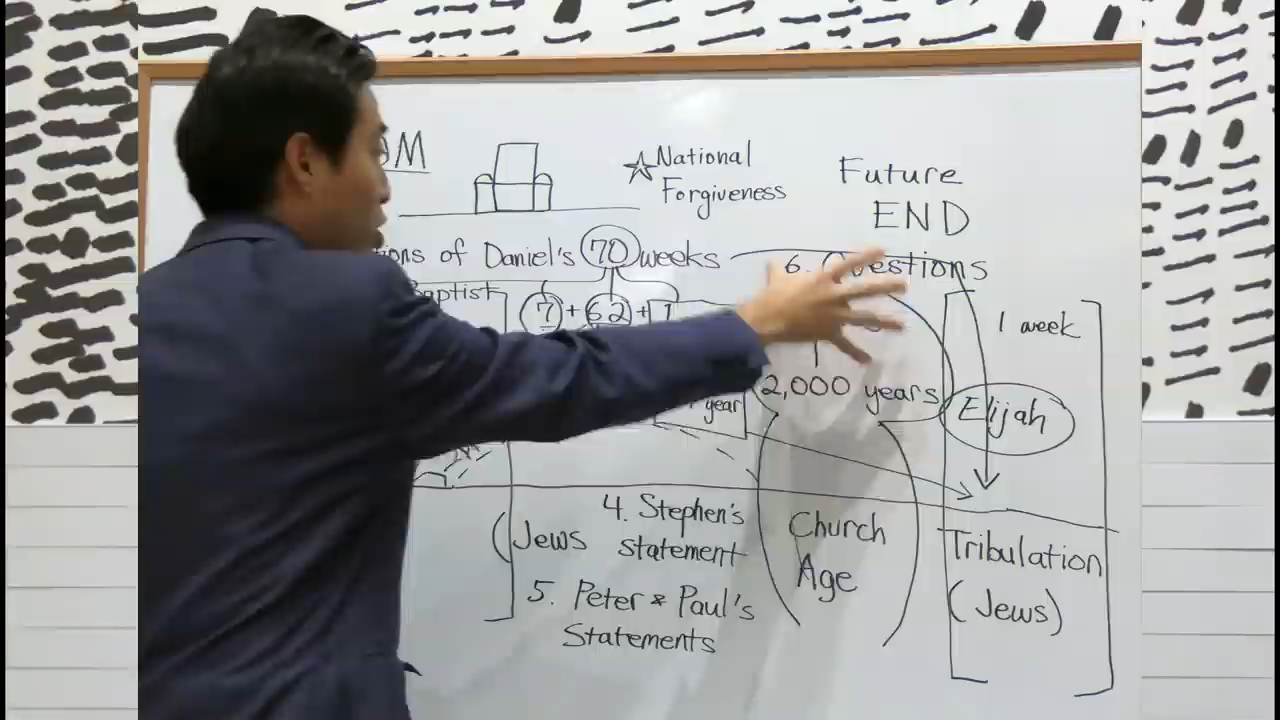 National
Forgiveness
Future
END
of Daniel's 70 weeks
6. Questions
Baptist
7 + 62 + 1
1 week
2,000 years
year
Elijah
4. Stephen's
statement
(Jews
5. Peter & Paul's
Statements
Church
Age
Tribulation
(Jews)